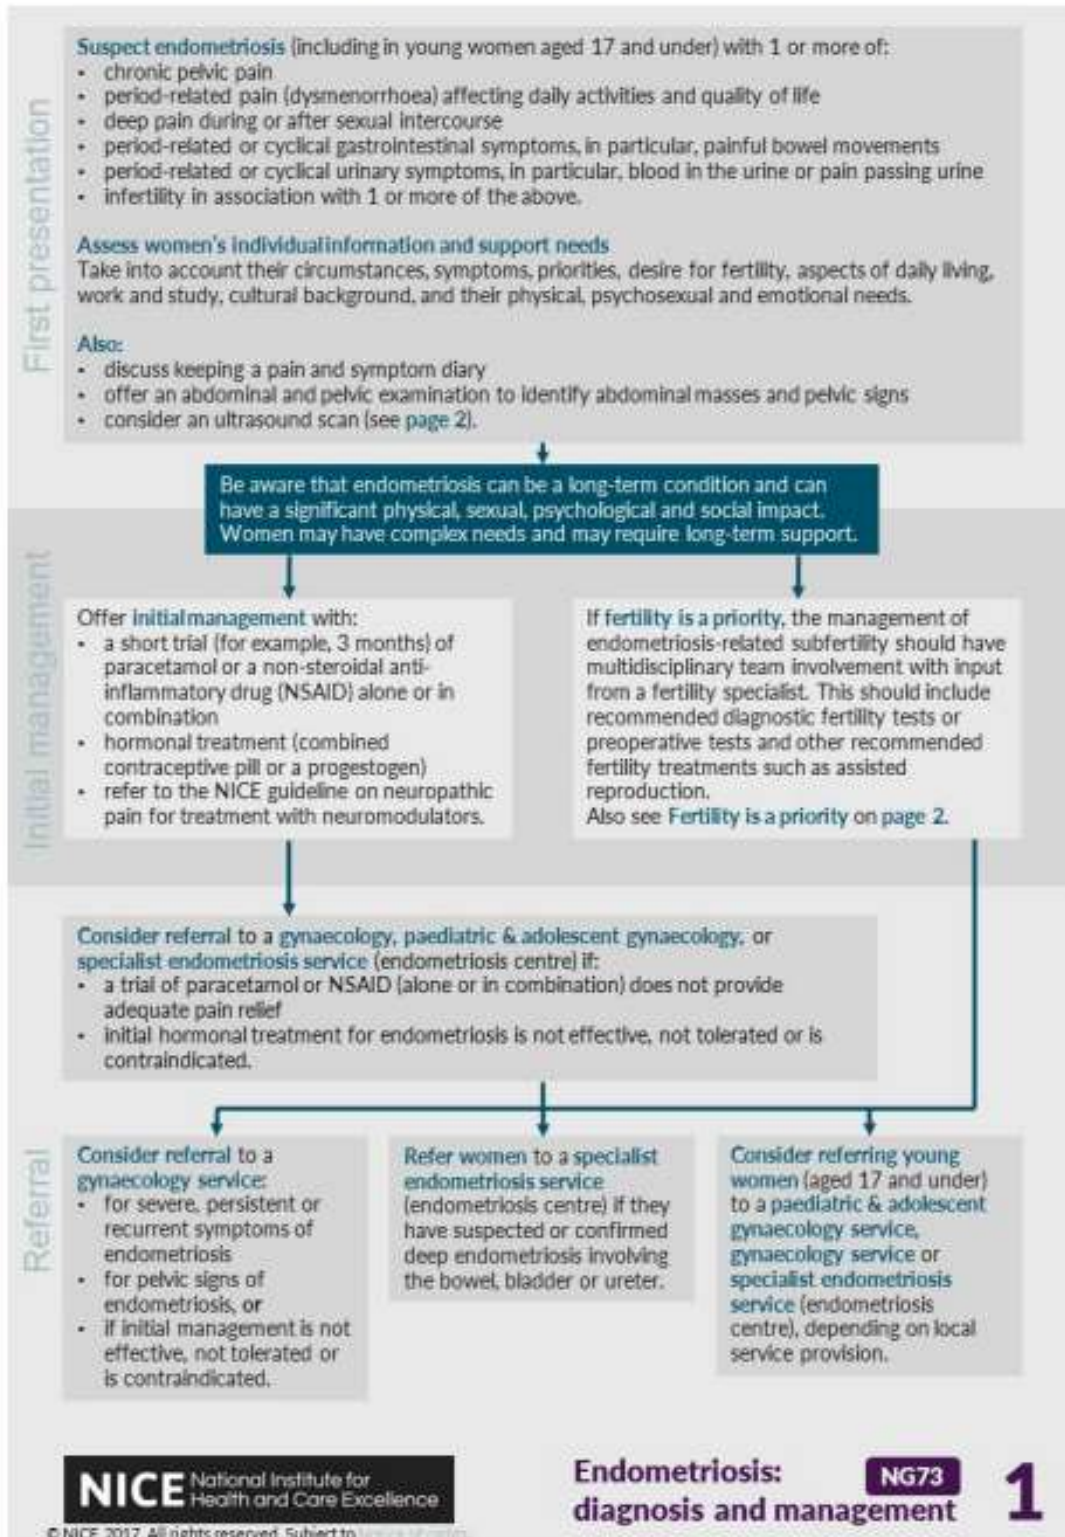 First presentation
Suspect endometriosis (including in young women aged 17 and under) with 1 or more of:
• chronic pelvic pain
• period-related pain (dysmenorrhoea) affecting daily activities and quality of life
• deep pain during or after sexual intercourse
• period-related or cyclical gastrointestinal symptoms, in particular, painful bowel movements
• period-related or cyclical urinary symptoms, in particular, blood in the urine or pain passing urine
• infertility in association with 1 or more of the above.
Assess women's individual information and support needs
Take into account their circumstances, symptoms, priorities, desire for fertility, aspects of daily living,
work and study, cultural background, and their physical, psychosexual and emotional needs.
Also:
• discuss keeping a pain and symptom diary
• offer an abdominal and pelvic examination to identify abdominal masses and pelvic signs
• consider an ultrasound scan (see page 2).
Be aware that endometriosis can be a long-term condition and can
have a significant physical, sexual, psychological and social impact.
Women may have complex needs and may require long-term support.
Initial management
Offer initial management with:
• a short trial (for example, 3 months) of
paracetamol or a non-steroidal anti-
inflammatory drug (NSAID) alone or in
combination
• hormonal treatment (combined
contraceptive pill or a progestogen)
• refer to the NICE guideline on neuropathic
pain for treatment with neuromodulators.
If fertility is a priority, the management of
endometriosis-related subfertility should have
multidisciplinary team involvement with input
from a fertility specialist. This should include
recommended diagnostic fertility tests or
preoperative tests and other recommended
fertility treatments such as assisted
reproduction.
Also see Fertility is a priority on page 2.
Consider referral to a gynaecology, paediatric & adolescent gynaecology, or
specialist endometriosis service (endometriosis centre) if:
• a trial of paracetamol or NSAID (alone or in combination) does not provide
adequate pain relief
• initial hormonal treatment for endometriosis is not effective, not tolerated or is
contraindicated.
Referral
Consider referral to a
gynaecology service:
• for severe, persistent or
recurrent symptoms of
endometriosis
• for pelvic signs of
endometriosis, or
• if initial management is not
effective, not tolerated or
is contraindicated.
Refer women to a specialist
endometriosis service
(endometriosis centre) if they
have suspected or confirmed
deep endometriosis involving
the bowel, bladder or ureter.
Consider referring young
women (aged 17 and under)
to a paediatric & adolescent
gynaecology service,
gynaecology service or
specialist endometriosis
service (endometriosis
centre), depending on local
service provision.
NICE National Institute for
Health and Care Excellence
Endometriosis:
diagnosis and management
NG73
1
© NICE 2017. All rights reserved. Subject to